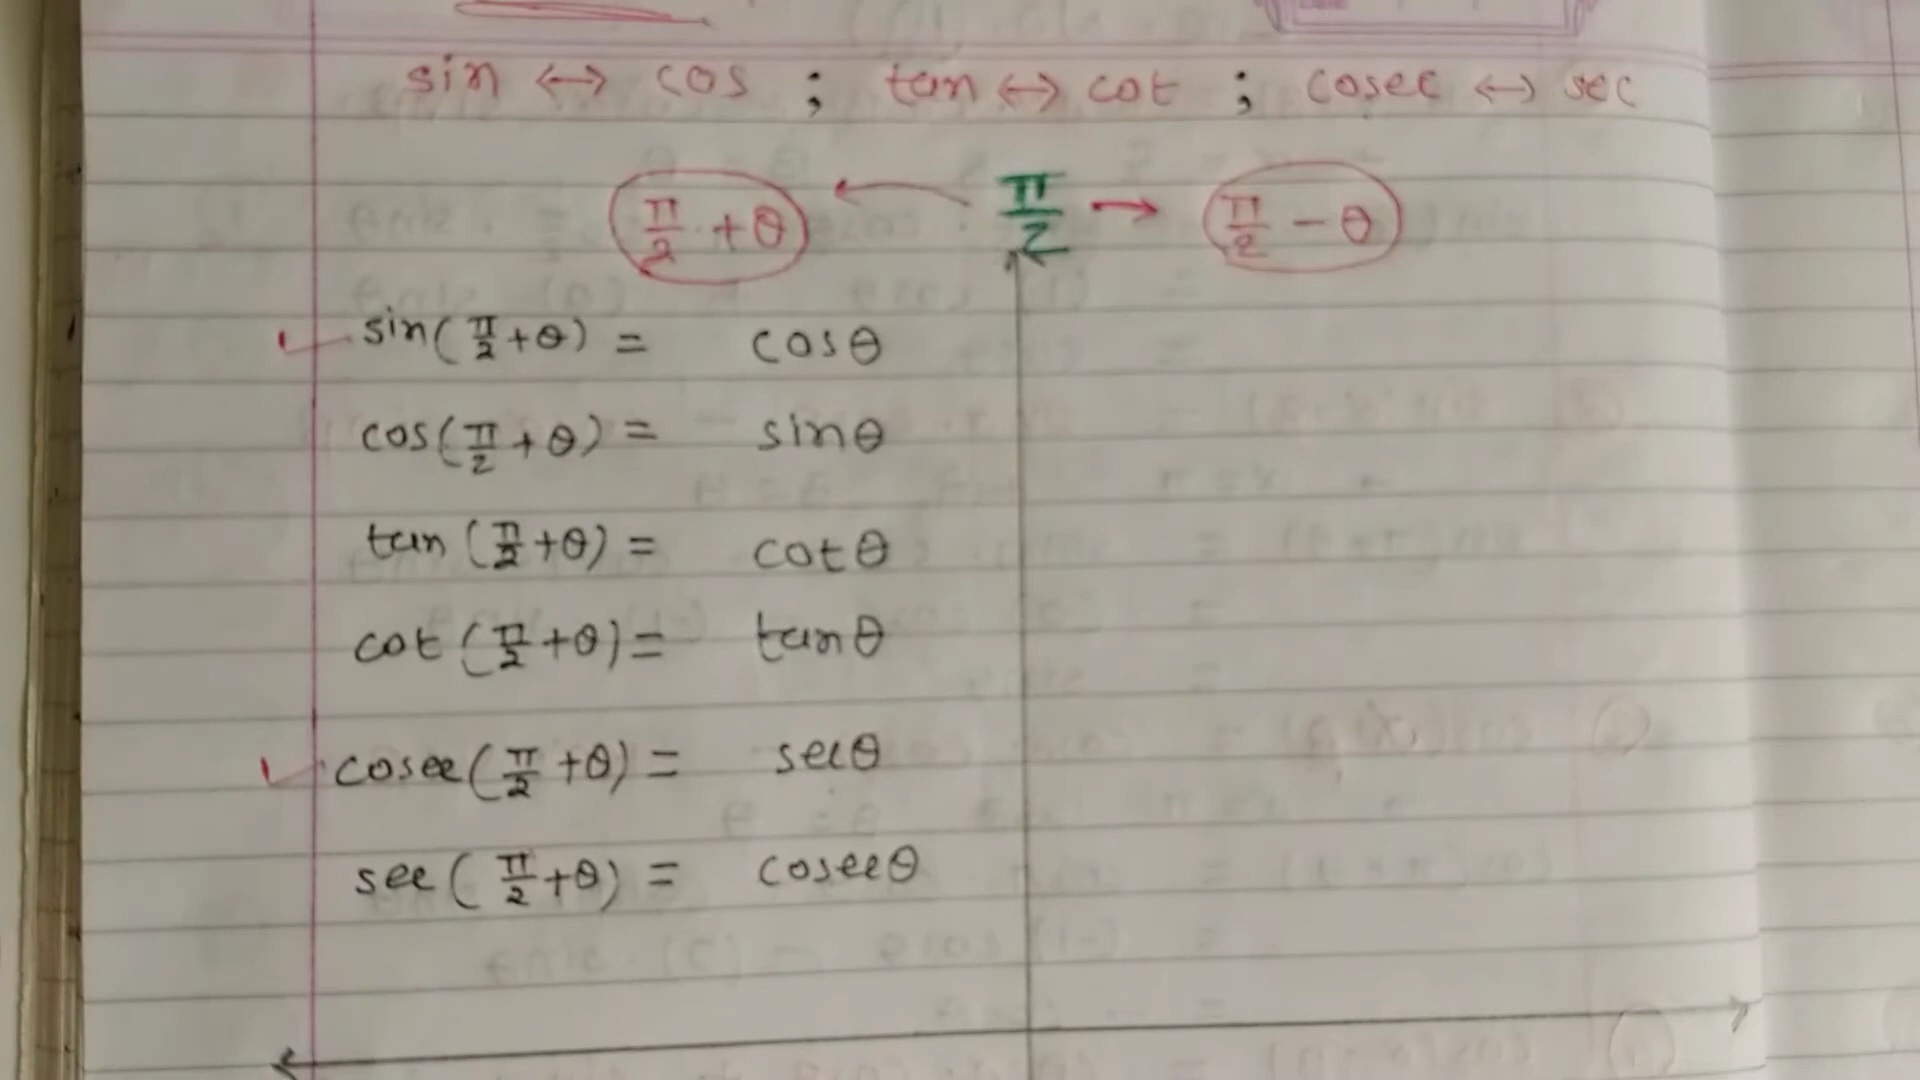 sin ↔ cos ; tan ↔ cot ; cosec ↔ sec
π/2 + θ ← π/2 → π/2 - θ
sin(π/2 + θ) = cosθ
cos(π/2 + θ) = sinθ
tan(π/2 + θ) = cotθ
cot(π/2 + θ) = tanθ
cosec(π/2 + θ) = secθ
sec(π/2 + θ) = cosecθ